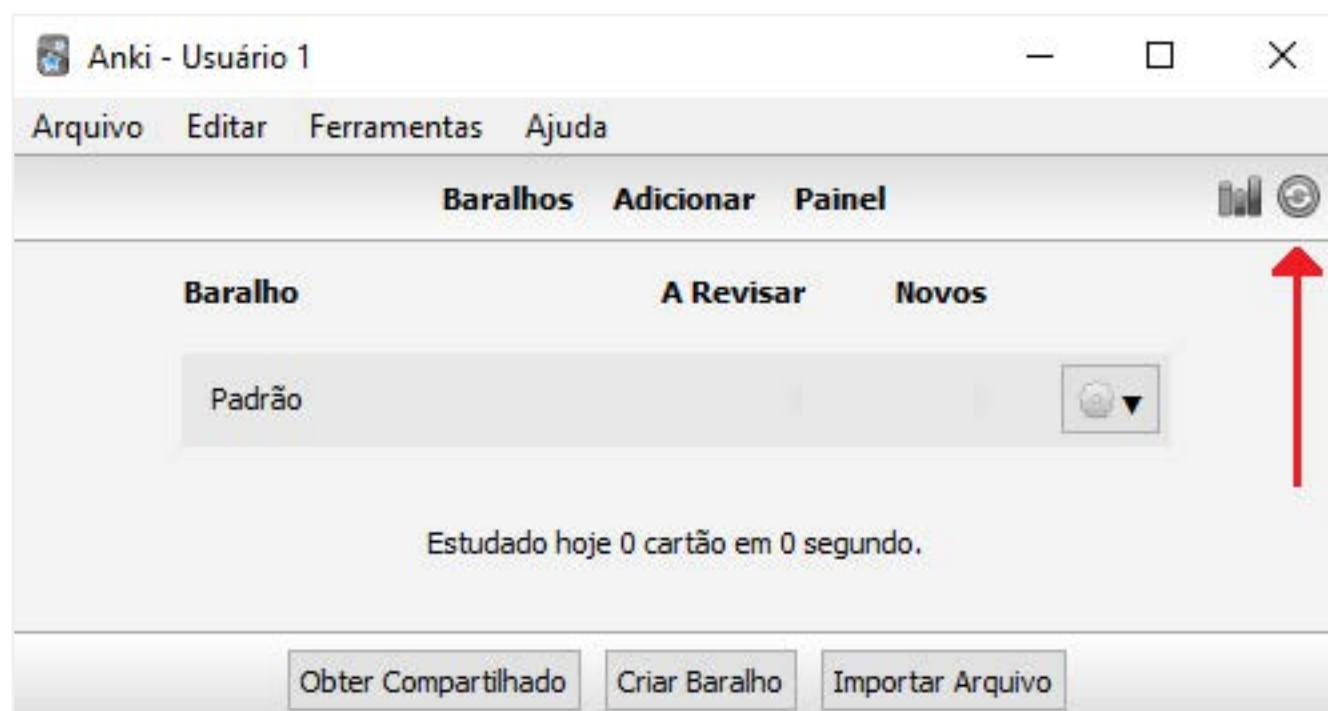 Anki - Usuário 1
Arquivo Editar Ferramentas Ajuda
Baralhos Adicionar Painel
Baralho A Revisar Novos
Padrão
Estudado hoje 0 cartão em 0 segundo.
Obter Compartilhado Criar Baralho Importar Arquivo